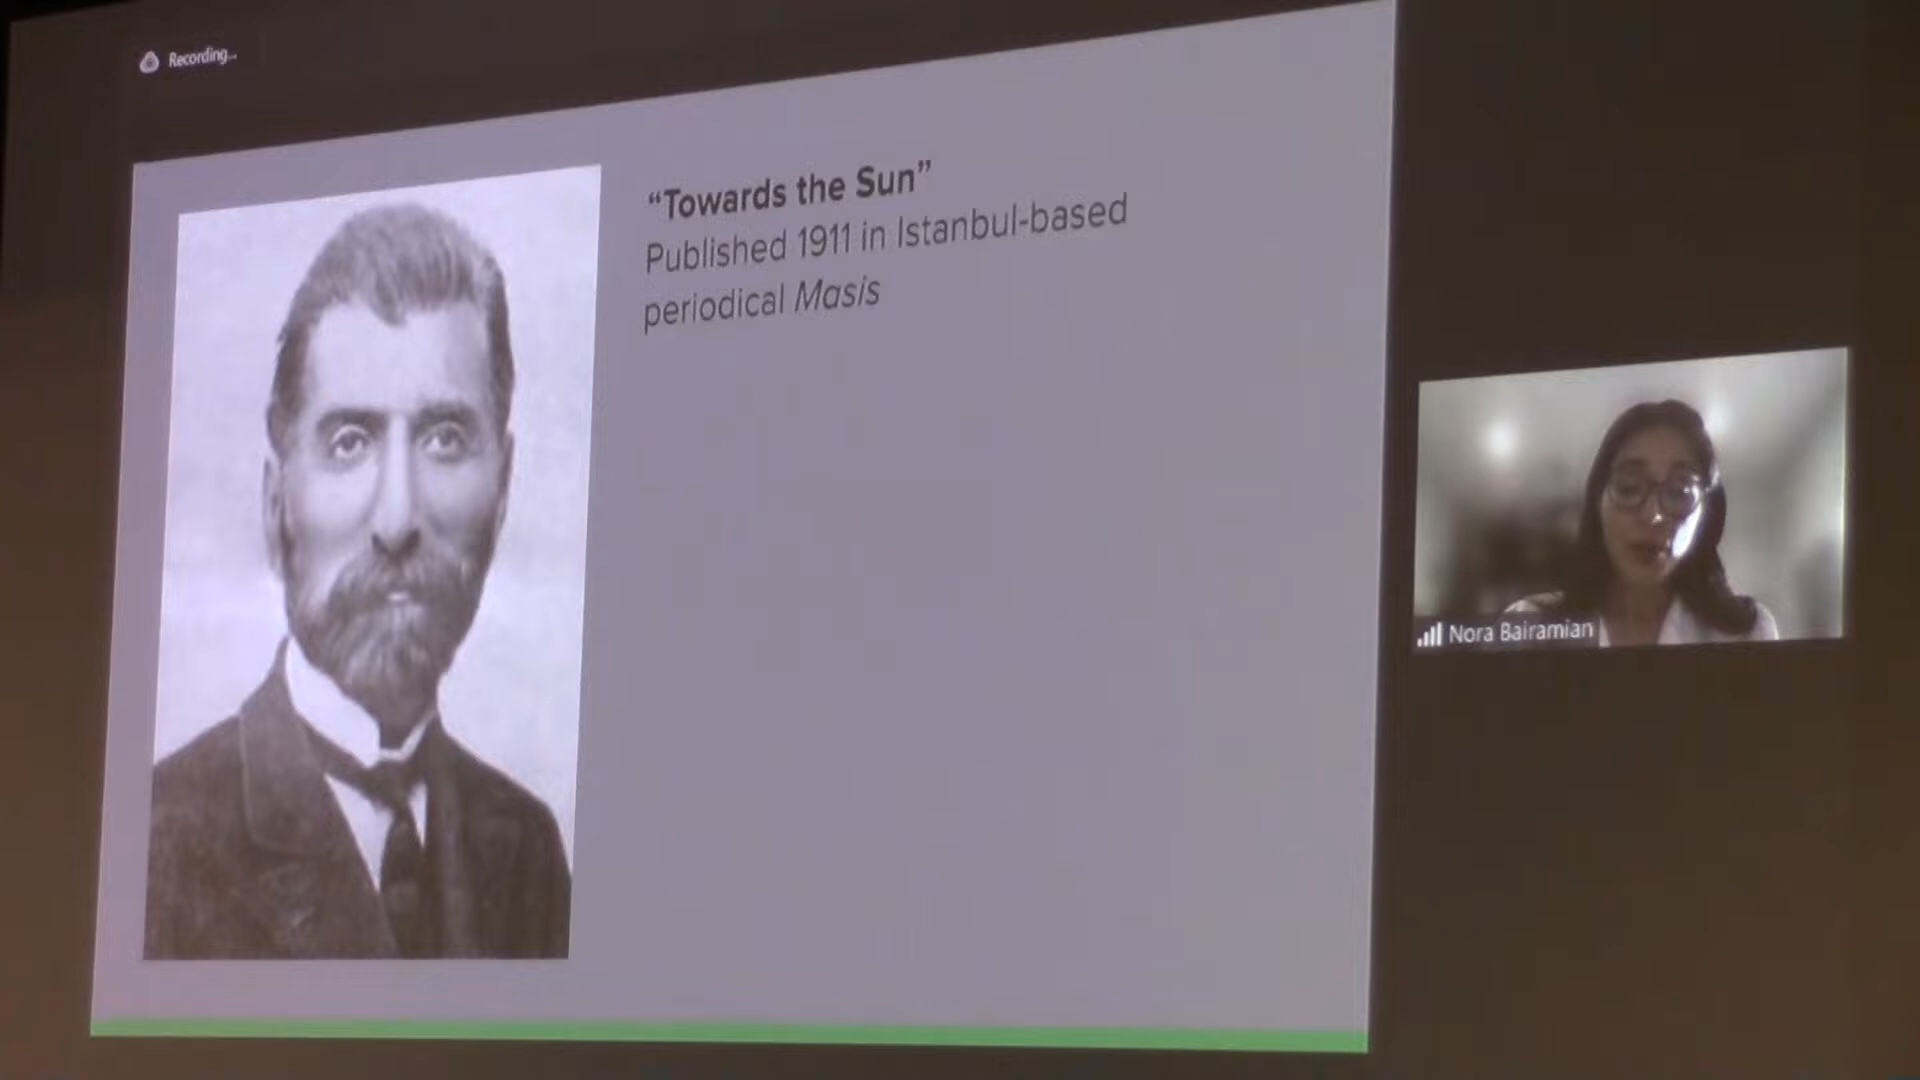 Recording...
“Towards the Sun”
Published 1911 in Istanbul-based
periodical Masis
Nora Bairamian